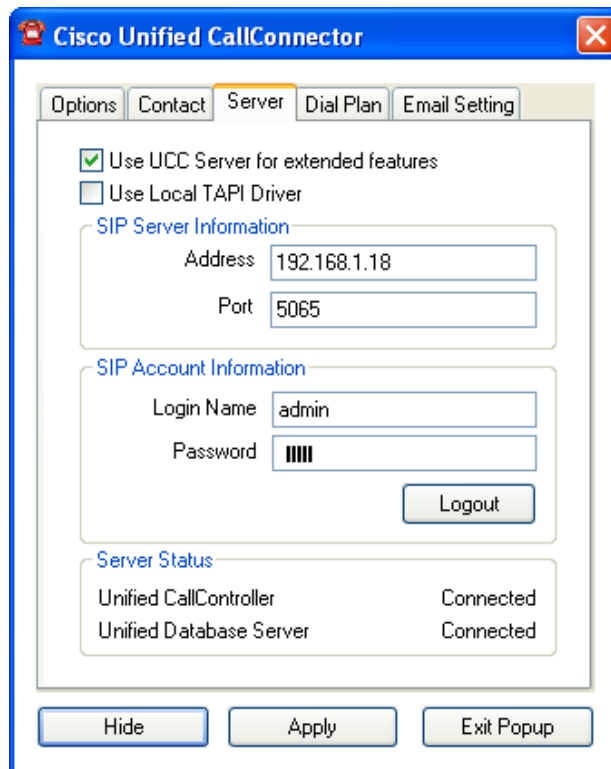 Cisco Unified CallConnector
Options Contact Server Dial Plan Email Setting
Use UCC Server for extended features
Use Local TAPI Driver
SIP Server Information
Address 192.168.1.18
Port 5065
SIP Account Information
Login Name admin
Password
Logout
Server Status
Unified CallController Connected
Unified Database Server Connected
Hide Apply Exit Popup